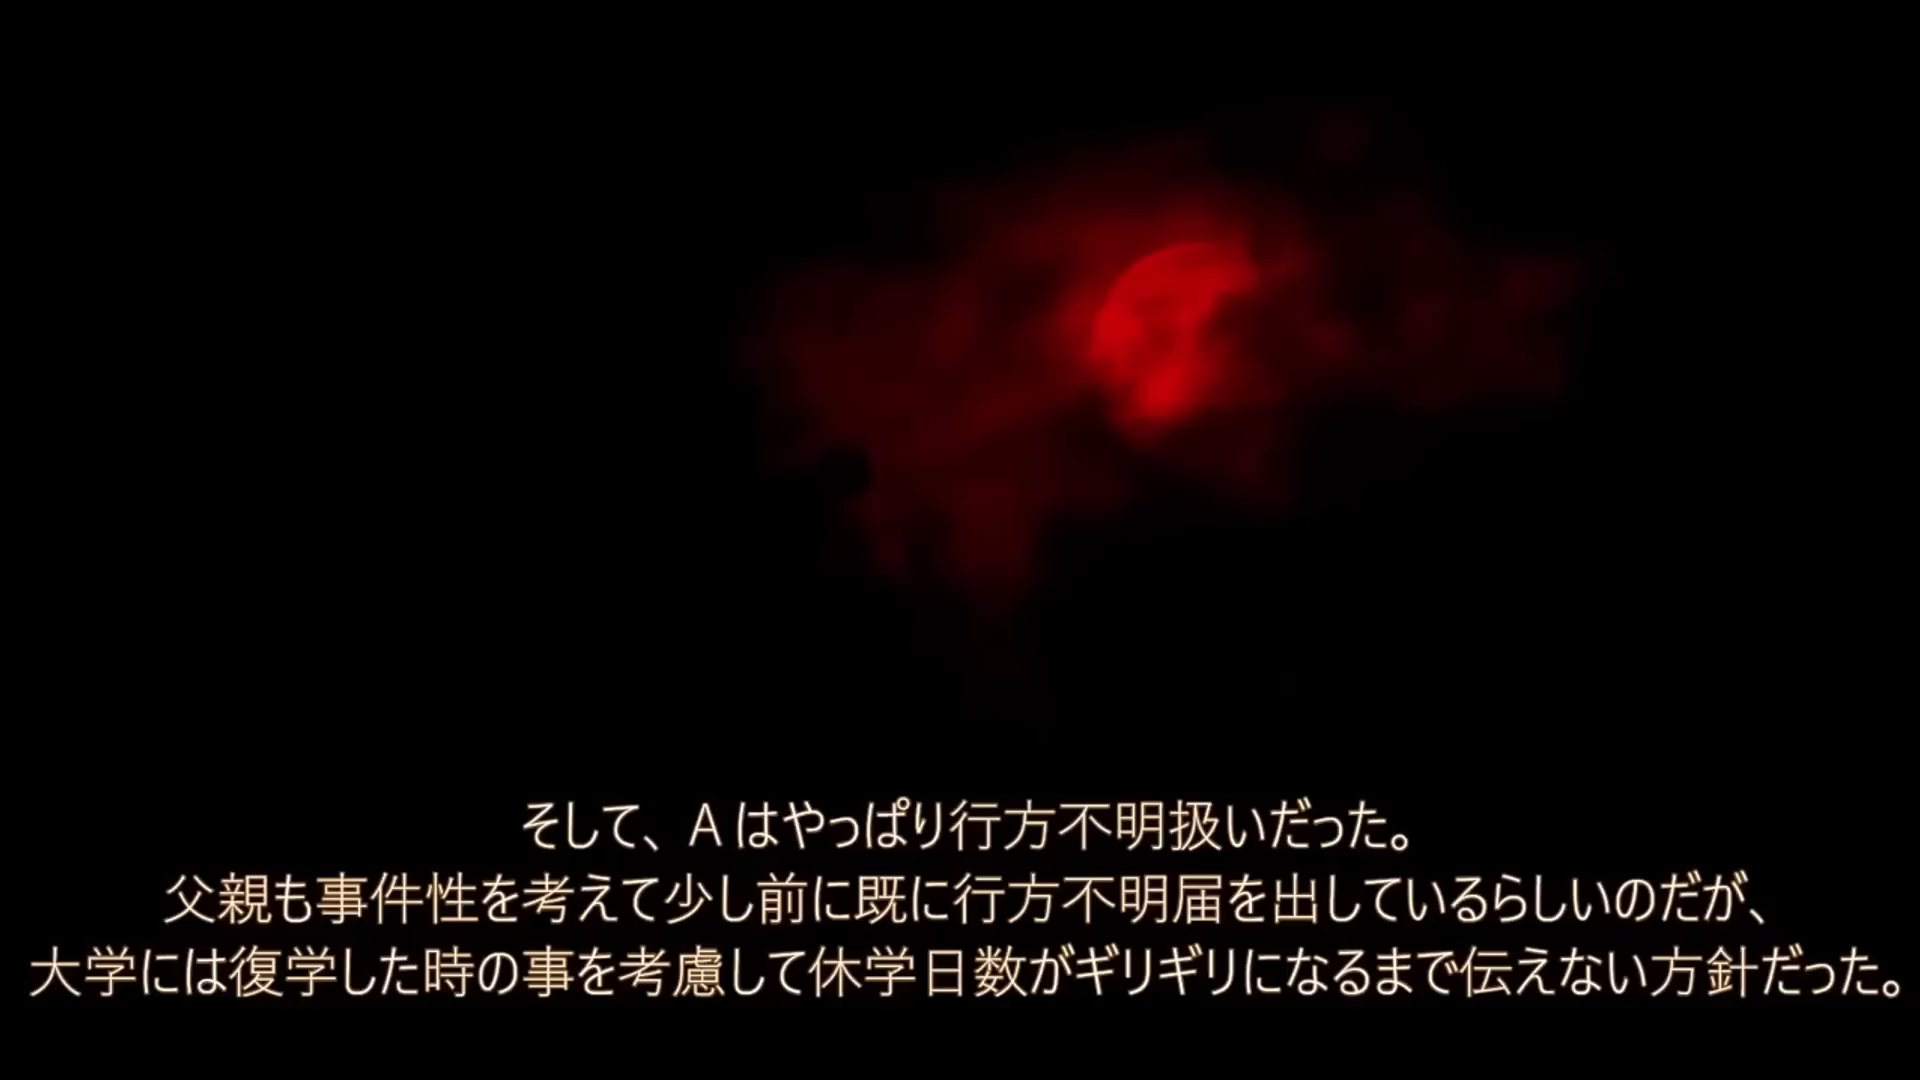 そして、Aはやっぱり行方不明扱いだった。
父親も事件性を考えて少し前に既に行方不明届を出しているらしいのだが、
大学には復学した時の事を考慮して休学日数がギリギリになるまで伝えない方針だった。